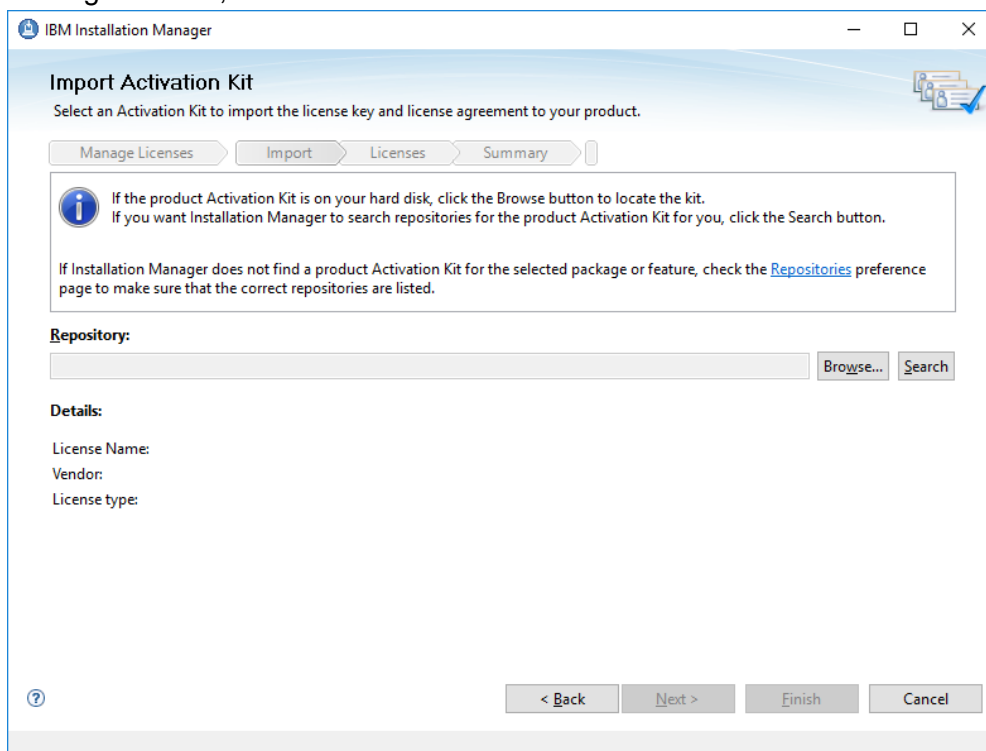 IBM Installation Manager
Import Activation Kit
Select an Activation Kit to import the license key and license agreement to your product.
Manage Licenses Import Licenses Summary
If the product Activation Kit is on your hard disk, click the Browse button to locate the kit.
If you want Installation Manager to search repositories for the product Activation Kit for you, click the Search button.
If Installation Manager does not find a product Activation Kit for the selected package or feature, check the Repositories preference
page to make sure that the correct repositories are listed.
Repository:
Browse... Search
Details:
License Name:
Vendor:
License type:
< Back Next > Finish Cancel